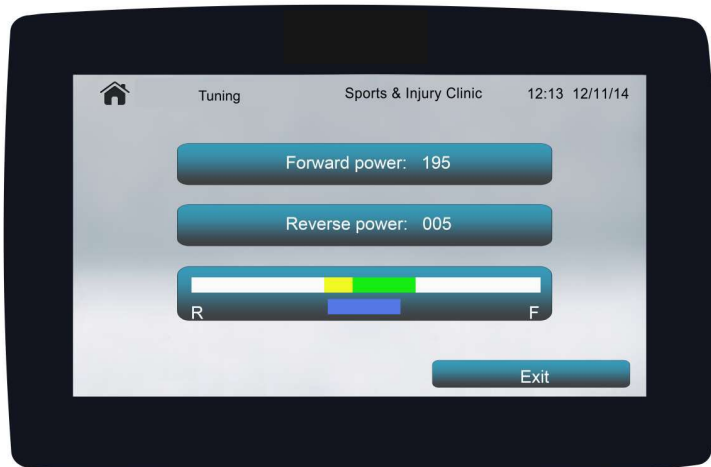 Tuning Sports & Injury Clinic 12:13 12/11/14
Forward power: 195
Reverse power: 005
R F
Exit